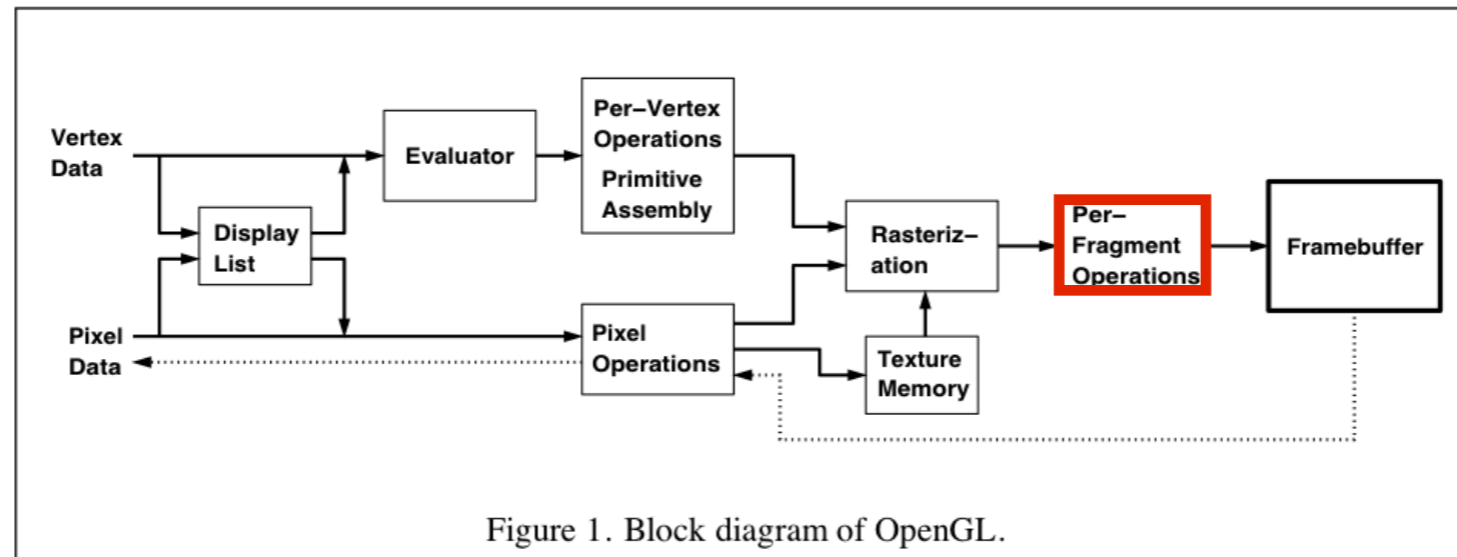 Vertex
Data
Display
List
Evaluator
Per–Vertex
Operations
Primitive
Assembly
Rasteriz–
ation
Per–
Fragment
Operations
Framebuffer
Pixel
Data
Pixel
Operations
Texture
Memory
Figure 1. Block diagram of OpenGL.